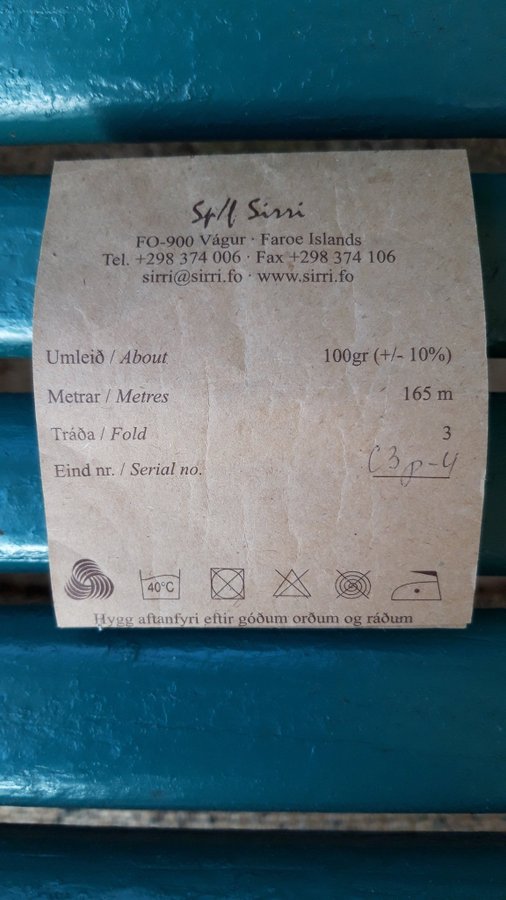 Sp/f Sirri
FO-900 Vágur · Faroe Islands
Tel. +298 374 006 · Fax +298 374 106
sirri@sirri.fo · www.sirri.fo
Umleið / About 100gr (+/- 10%)
Metrar / Metres 165 m
Tráða / Fold 3
Eind nr. / Serial no. C3p-4
40°C
Hygg aftanfyri eftir góðum orðum og ráðum